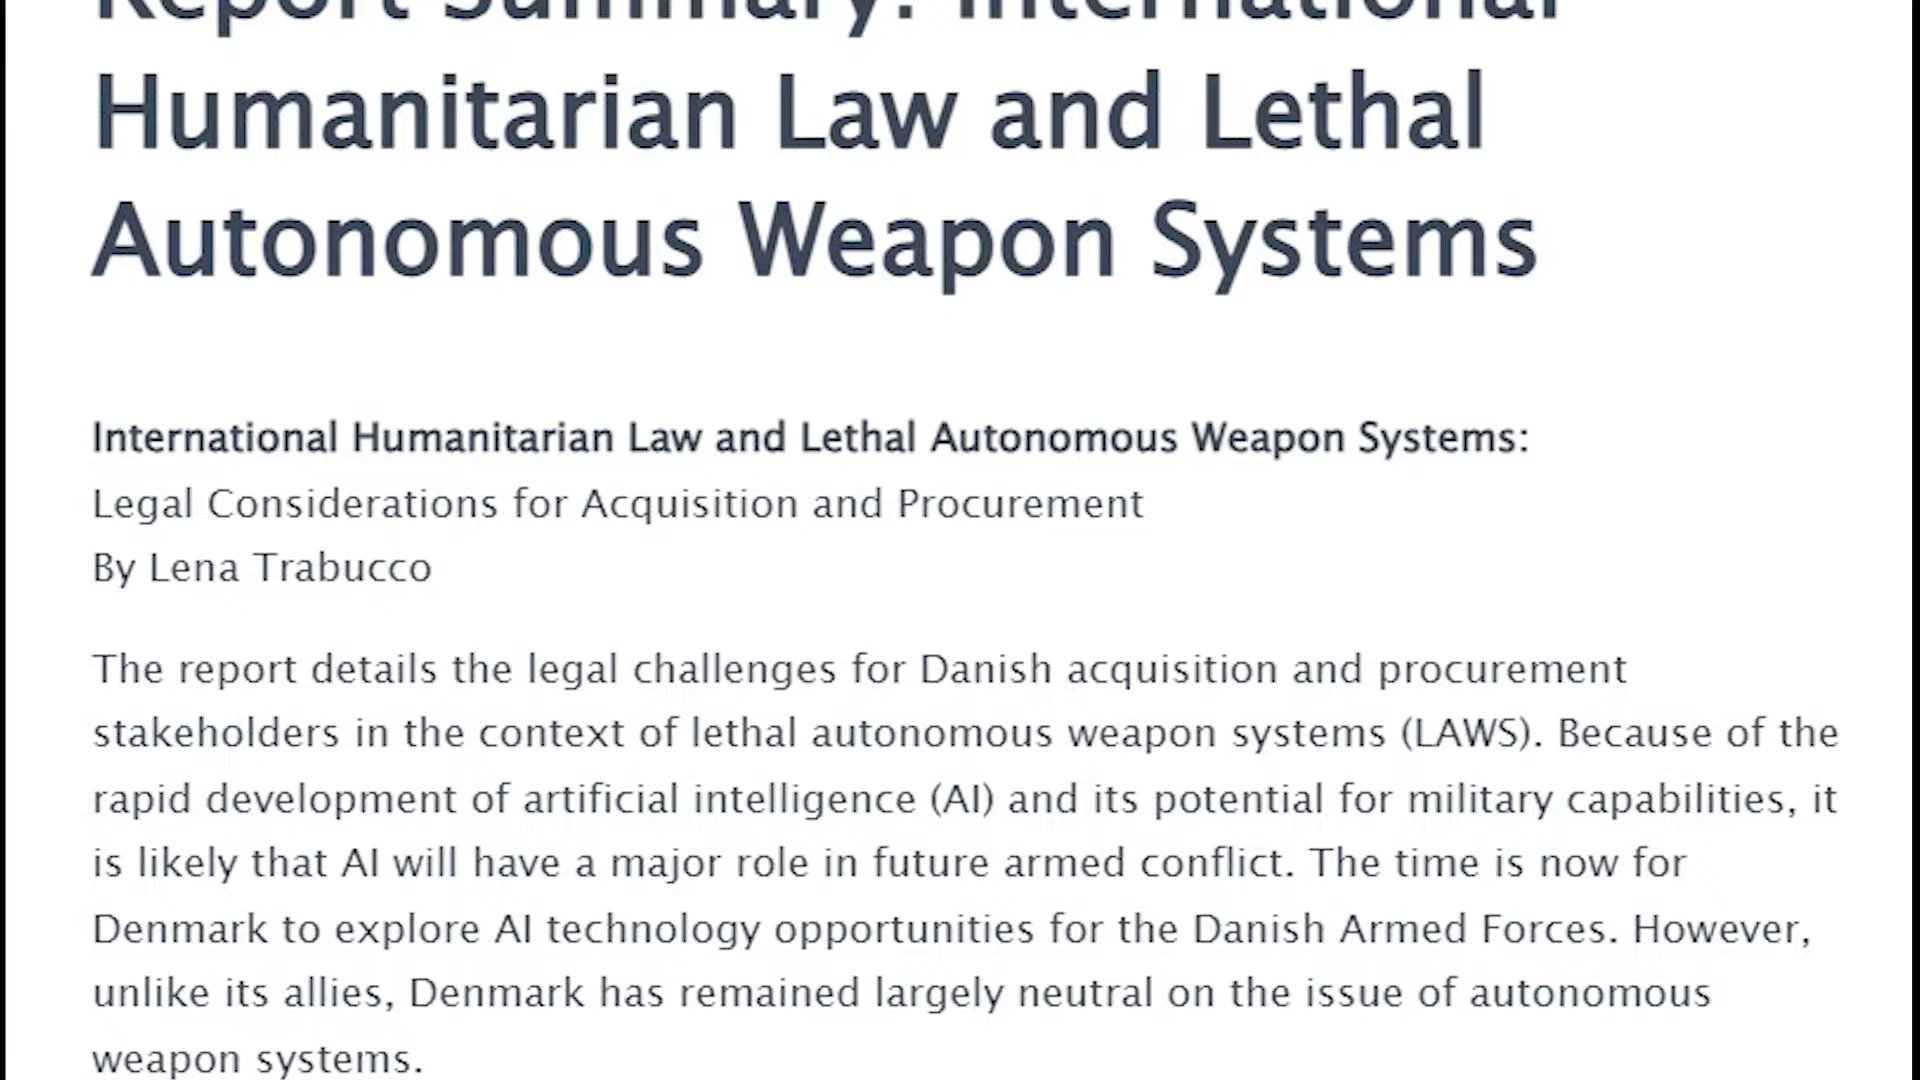 Report Summary: International
Humanitarian Law and Lethal
Autonomous Weapon Systems
International Humanitarian Law and Lethal Autonomous Weapon Systems:
Legal Considerations for Acquisition and Procurement
By Lena Trabucco
The report details the legal challenges for Danish acquisition and procurement
stakeholders in the context of lethal autonomous weapon systems (LAWS). Because of the
rapid development of artificial intelligence (AI) and its potential for military capabilities, it
is likely that AI will have a major role in future armed conflict. The time is now for
Denmark to explore AI technology opportunities for the Danish Armed Forces. However,
unlike its allies, Denmark has remained largely neutral on the issue of autonomous
weapon systems.